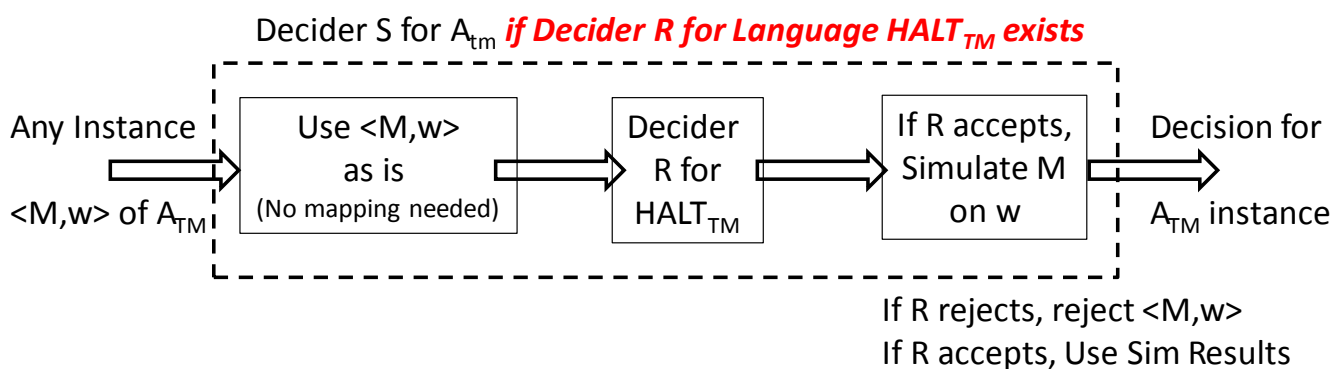 Decider S for Atm if Decider R for Language HALTTM exists
Any Instance
<M,w> of ATM
Use <M,w>
as is
(No mapping needed)
Decider
R for
HALTTM
If R accepts,
Simulate M
on w
Decision for
ATM instance
If R rejects, reject <M,w>
If R accepts, Use Sim Results